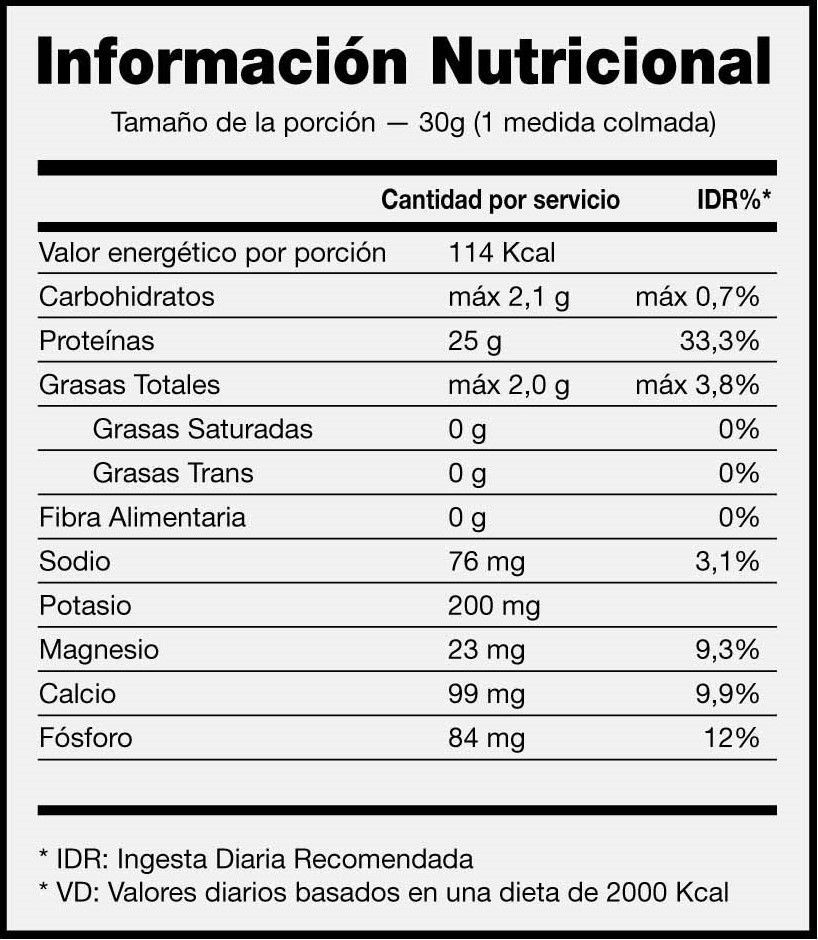 Información Nutricional
Tamaño de la porción — 30g (1 medida colmada)
Cantidad por servicio IDR%*
Valor energético por porción 114 Kcal
Carbohidratos máx 2,1 g máx 0,7%
Proteínas 25 g 33,3%
Grasas Totales máx 2,0 g máx 3,8%
Grasas Saturadas 0 g 0%
Grasas Trans 0 g 0%
Fibra Alimentaria 0 g 0%
Sodio 76 mg 3,1%
Potasio 200 mg
Magnesio 23 mg 9,3%
Calcio 99 mg 9,9%
Fósforo 84 mg 12%
* IDR: Ingesta Diaria Recomendada
* VD: Valores diarios basados en una dieta de 2000 Kcal